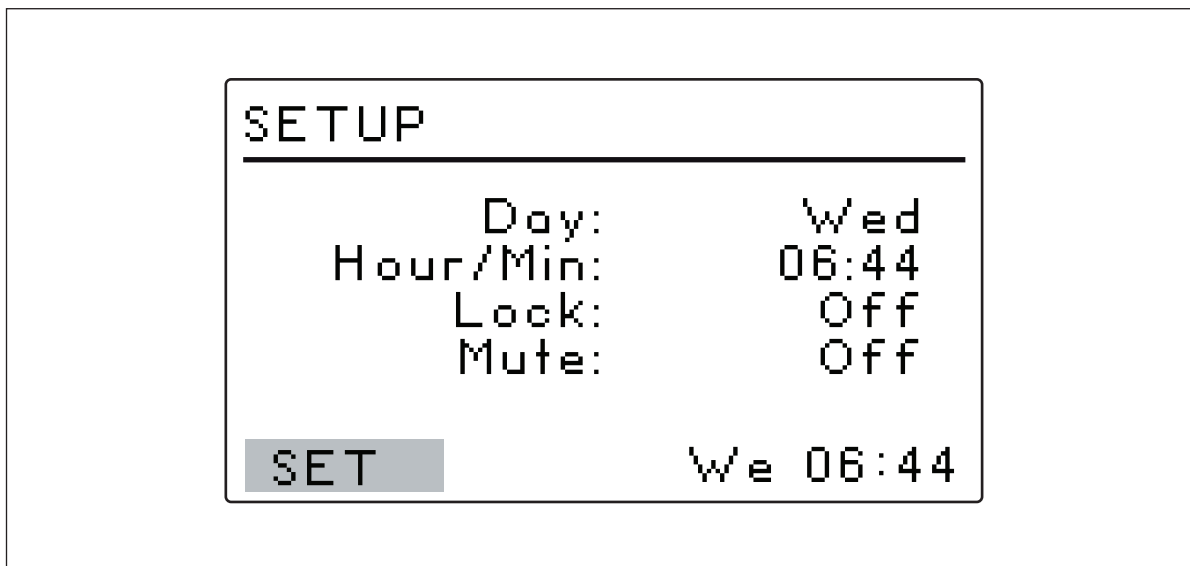 SETUP
Day: Wed
Hour/Min: 06:44
Lock: Off
Mute: Off
SET We 06:44